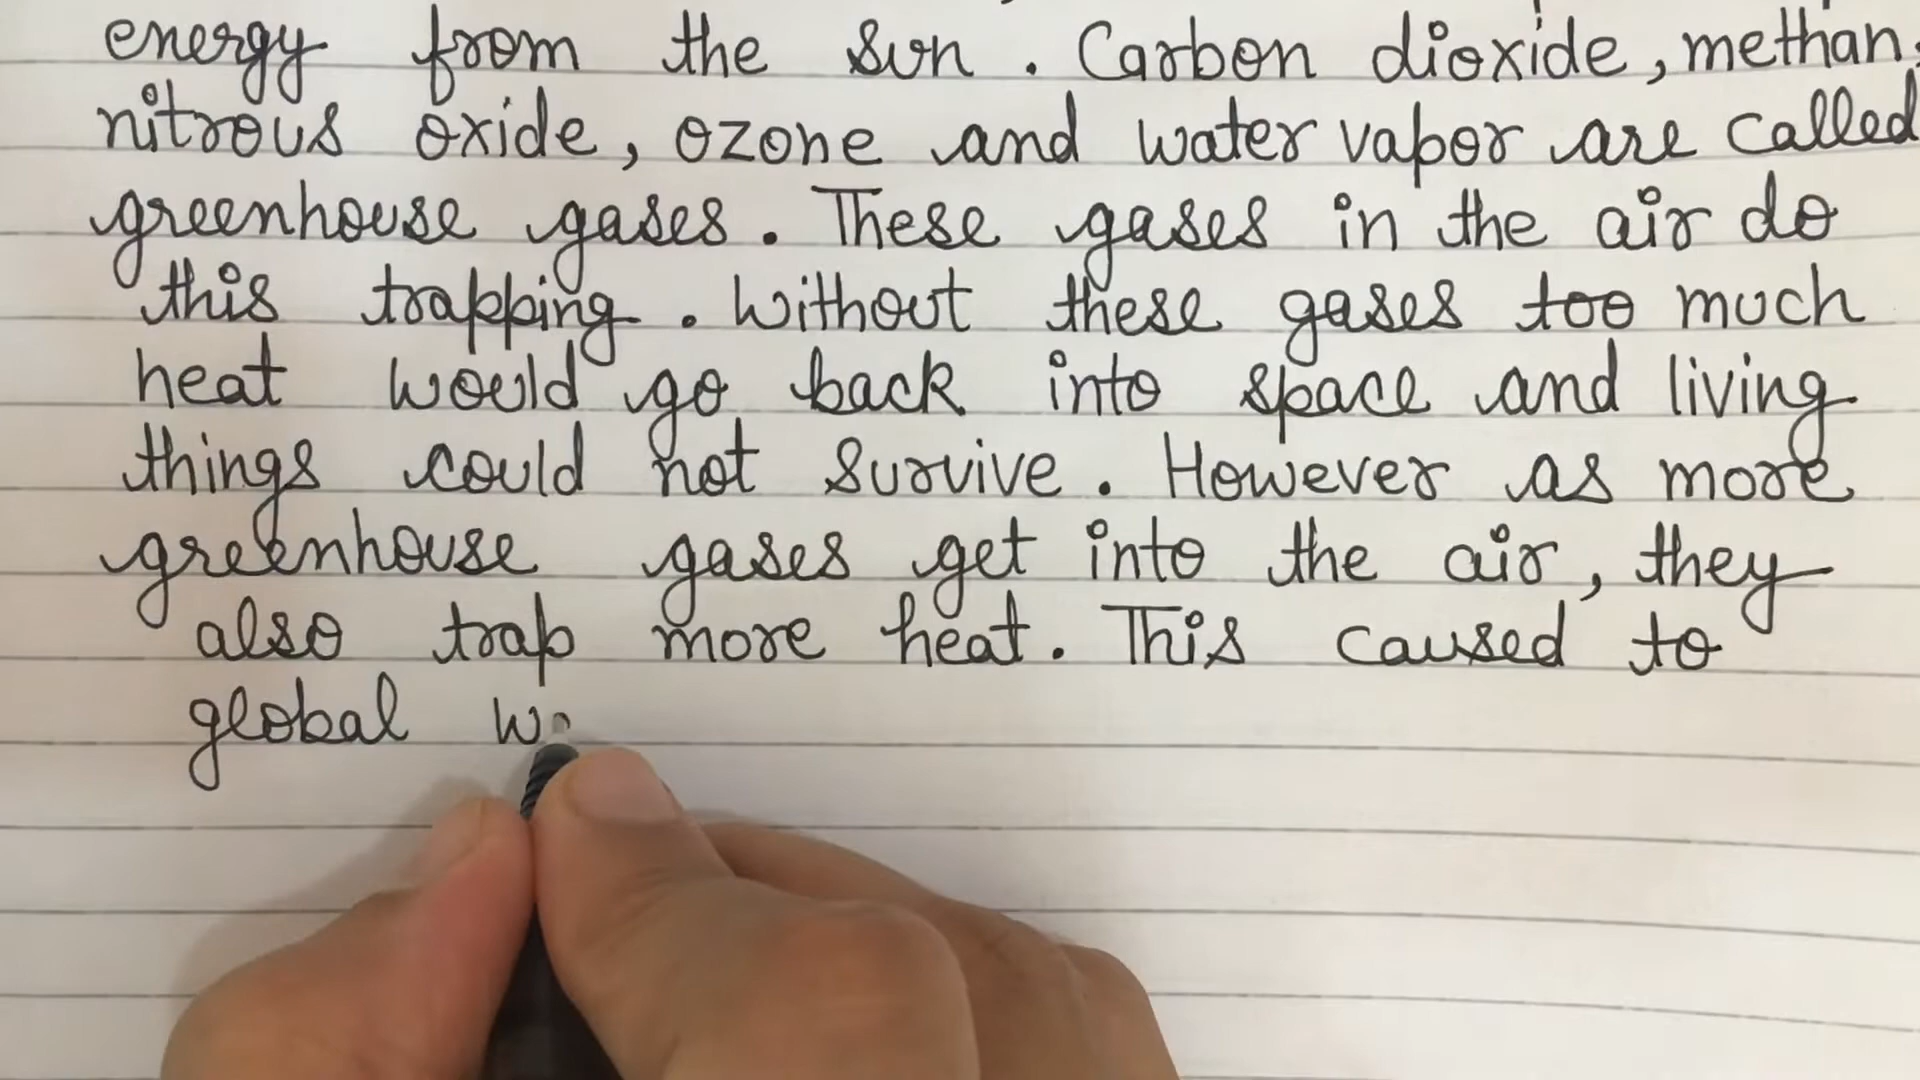 energy from the sun . Carbon dioxide, methan
nitrous oxide, ozone and water vapor are called
greenhouse gases . These gases in the air do
this trapping . Without these gases too much
heat would go back into space and living
things could not survive . However as more
greenhouse gases get into the air , they
also trap more heat . This caused to
global w